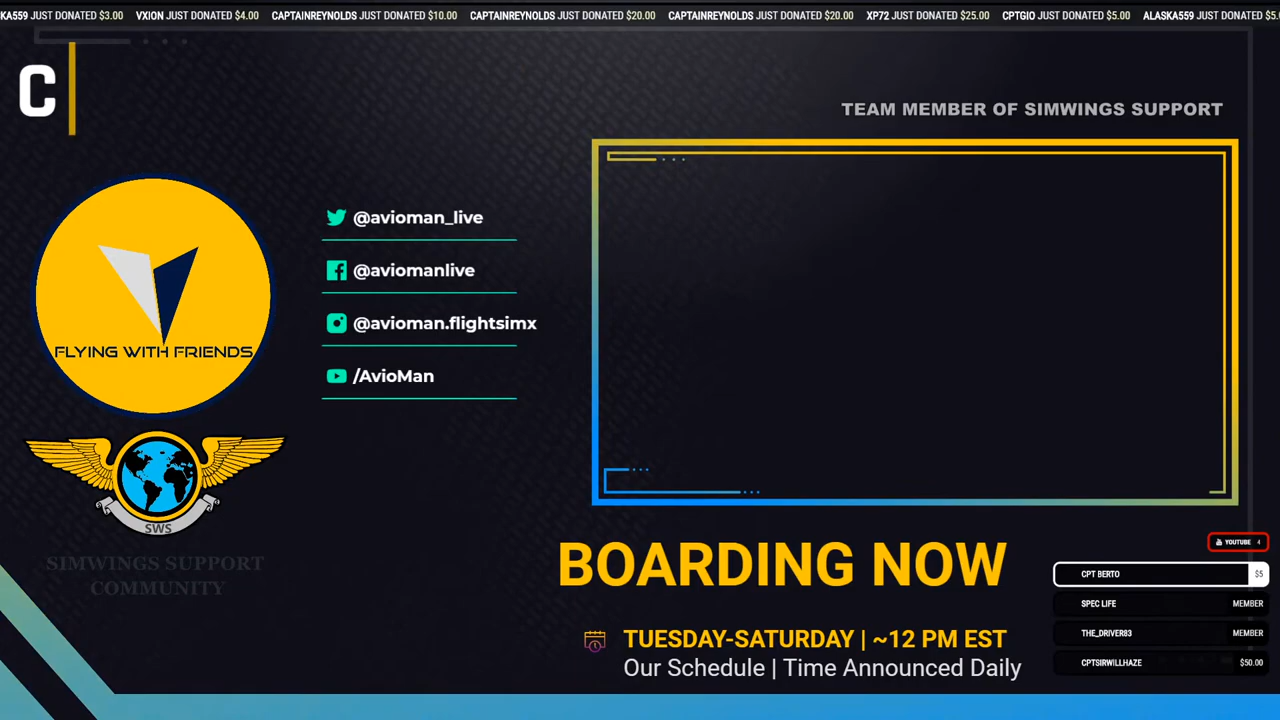 KA559 JUST DONATED $3.00 VXION JUST DONATED $4.00 CAPTAINREYNOLDS JUST DONATED $10.00 CAPTAINREYNOLDS JUST DONATED $20.00 CAPTAINREYNOLDS JUST DONATED $20.00 XP72 JUST DONATED $25.00 CPTGIO JUST DONATED $5.00 ALASKA559 JUST DONATED
C
TEAM MEMBER OF SIMWINGS SUPPORT
@avioman_live
@aviomanlive
@avioman.flightsimx
/AvioMan
FLYING WITH FRIENDS
SWS
SIMWINGS SUPPORT
COMMUNITY
BOARDING NOW
TUESDAY-SATURDAY | ~12 PM EST
Our Schedule | Time Announced Daily
YOUTUBE 4
CPT BERTO $5
SPEC LIFE MEMBER
THE_DRIVER83 MEMBER
CPTSIRWILLHAZE $50.00